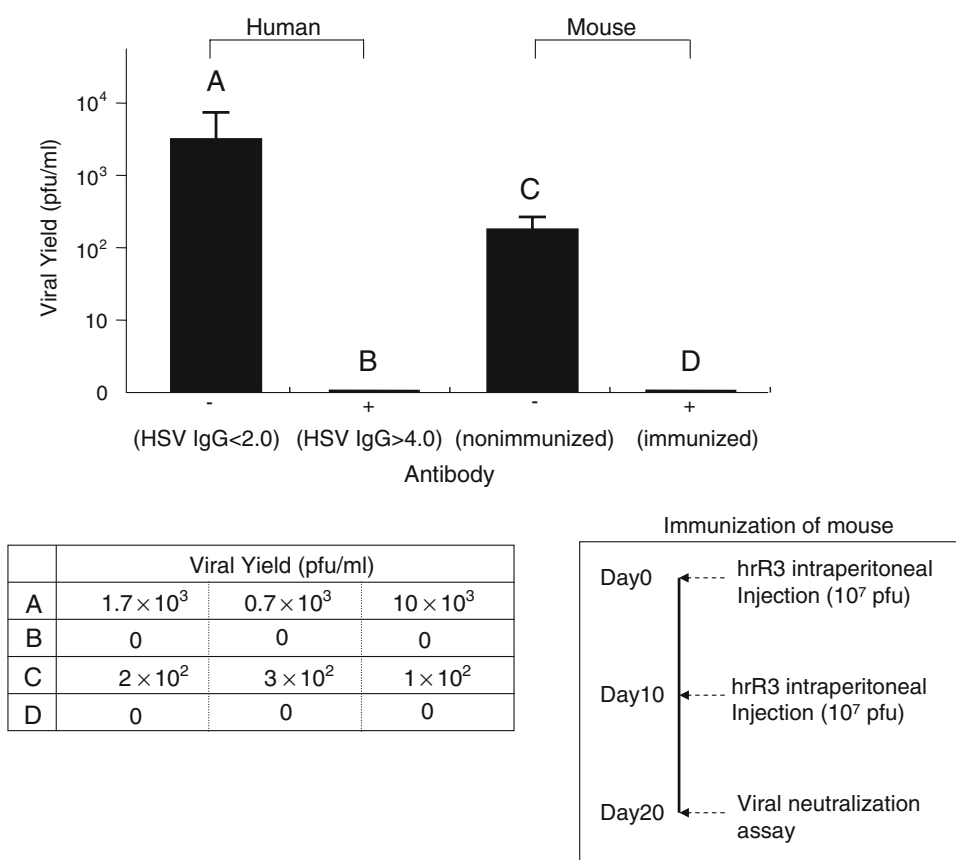 Human Mouse
A
10⁴
Viral Yield (pfu/ml)
10³
C
10²
10
B D
0
- + - +
(HSV IgG<2.0) (HSV IgG>4.0) (nonimmunized) (immunized)
Antibody
Viral Yield (pfu/ml)
A 1.7×10³ 0.7×10³ 10×10³
B 0 0 0
C 2×10² 3×10² 1×10²
D 0 0 0
Immunization of mouse
Day0 hrR3 intraperitoneal
Injection (10⁷ pfu)
Day10 hrR3 intraperitoneal
Injection (10⁷ pfu)
Day20 Viral neutralization
assay